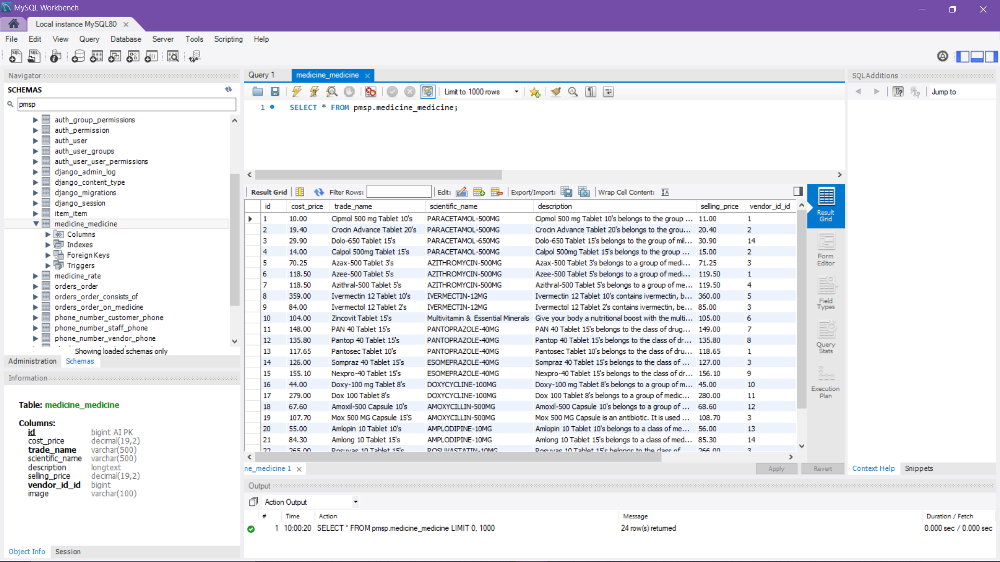 MySQL Workbench
Local instance MySQL80
File Edit View Query Database Server Tools Scripting Help
Navigator
SCHEMAS
pmsp
auth_group_permissions
auth_permission
auth_user
auth_user_groups
auth_user_user_permissions
django_admin_log
django_content_type
django_migrations
django_session
item_item
medicine_medicine
Columns
Indexes
Foreign Keys
Triggers
medicine_rate
orders_order
orders_order_consists_of
orders_order_on_medicine
phone_number_customer_phone
phone_number_staff_phone
phone_number_vendor_phone
Showing loaded schemas only
Administration Schemas
Information
Table: medicine_medicine
Columns:
id bigint AI PK
cost_price decimal(19,2)
trade_name varchar(500)
scientific_name varchar(500)
description longtext
selling_price decimal(19,2)
vendor_id_id bigint
image varchar(100)
Object Info Session
Query 1 medicine_medicine
Limit to 1000 rows
1 SELECT * FROM pmsp.medicine_medicine;
Result Grid Filter Rows: Edit: Export/Import: Wrap Cell Content:
id cost_price trade_name scientific_name description selling_price vendor_id_id
1 10.00 Cipmol 500 mg Tablet 10's PARACETAMOL-500MG Cipmol 500 mg Tablet 10's belongs to the group ... 11.00 1
2 19.40 Crocin Advance Tablet 20's PARACETAMOL-500MG Crocin Advance Tablet 20's belongs to the grou... 20.40 2
3 29.90 Dolo-650 Tablet 15's PARACETAMOL-650MG Dolo-650 Tablet 15's belongs to the group of mil... 30.90 14
4 14.00 Calpol 500mg Tablet 15's PARACETAMOL-500MG Calpol 500mg Tablet 15's belongs to the group ... 15.00 2
5 70.25 Azax-500 Tablet 3's AZITHROMYCIN-500MG Azax-500 Tablet 3's belongs to a group of medi... 71.25 3
6 118.50 Azee-500 Tablet 5's AZITHROMYCIN-500MG Azee-500 Tablet 5's belongs to a group of medi... 119.50 1
7 118.50 Azithral-500 Tablet 5's AZITHROMYCIN-500MG Azithral-500 Tablet 5's belongs to a group of me... 119.50 4
8 359.00 Ivermectin 12 Tablet 10's IVERMECTIN-12MG Ivermectin 12 Tablet 10's contains ivermectin, b... 360.00 5
9 84.00 Ivermectol 12 Tablet 2's IVERMECTIN-12MG Ivermectol 12 Tablet 2's contains ivermectin, be... 85.00 3
10 104.00 Zincovit Tablet 15's Multivitamin & Essential Minerals Give your body a nutritional boost with the multi... 105.00 6
11 148.00 PAN 40 Tablet 15's PANTOPRAZOLE-40MG PAN 40 Tablet 15's belongs to the class of drug... 149.00 7
12 135.80 Pantop 40 Tablet 15's PANTOPRAZOLE-40MG Pantop 40 Tablet 15's belongs to the class of dr... 135.80 8
13 117.65 Pantosec Tablet 10's PANTOPRAZOLE-40MG Pantosec Tablet 10's belongs to the class of dru... 118.65 1
14 126.00 Sompraz 40 Tablet 15's ESOMEPRAZOLE-40MG Sompraz 40 Tablet 15's belongs to the class of ... 127.00 3
15 155.10 Nexpro-40 Tablet 15's ESOMEPRAZOLE-40MG Nexpro-40 Tablet 15's belongs to the class of dr... 156.10 9
16 44.00 Doxy-100 mg Tablet 8's DOXYCYCLINE-100MG Doxy-100 mg Tablet 8's belongs to a group of m... 45.00 10
17 279.00 Dox 100 Tablet 8's DOXYCYCLINE-100MG Dox 100 Tablet 8's belongs to a group of medic... 280.00 11
18 67.60 Amoxil-500 Capsule 10's AMOXYCILLIN-500MG Amoxil-500 Capsule 10's belongs to a group of ... 68.60 12
19 107.70 Mox 500 MG Capsule 15'S AMOXYCILLIN-500MG Mox 500 MG Capsule is an antibiotic. It is used ... 108.70 3
20 55.00 Amlopin 10 Tablet 10's AMPLODIPINE-10MG Amlopin 10 Tablet 10's belongs to a class of me... 56.00 13
21 84.30 Amlong 10 Tablet 15's AMPLODIPINE-10MG Amlong 10 Tablet 15's belongs to a class of med... 85.30 14
22 265.00 Rosuvas 10 Tablet 15's ROSUVASTATIN-10MG Rosuvas 10 Tablet 15's belongs to the class of 266.00 3
Result Grid
Form Editor
Field Types
Query Stats
Execution Plan
ne_medicine 1
Apply Revert
SQLAdditions
Jump to
Context Help Snippets
Output
Action Output
# Time Action Message Duration / Fetch
1 10:00:20 SELECT * FROM pmsp.medicine_medicine LIMIT 0, 1000 24 row(s) returned 0.000 sec / 0.000 sec